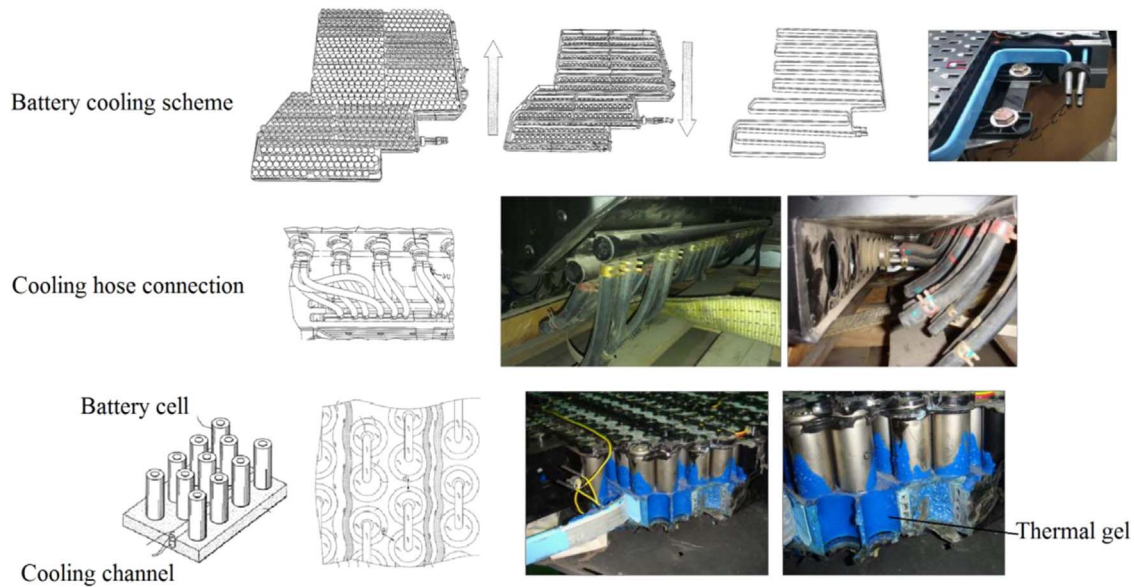 Battery cooling scheme
Cooling hose connection
Battery cell
Cooling channel
Thermal gel